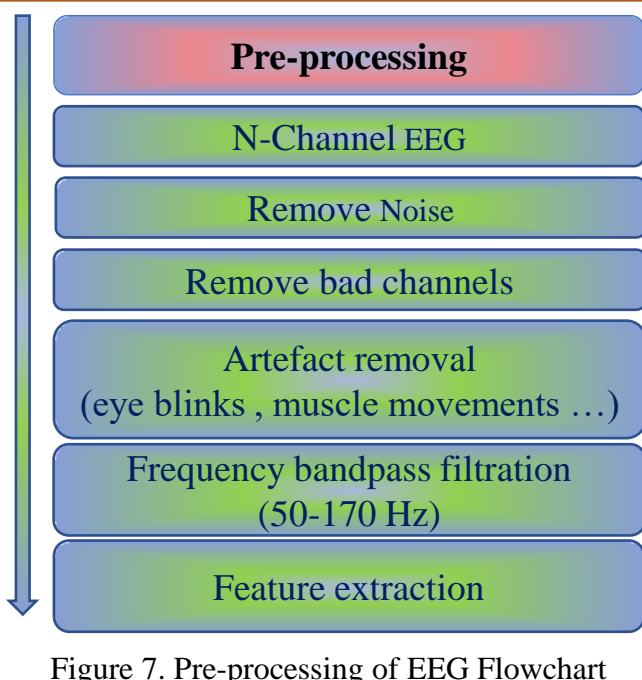 Pre-processing
N-Channel EEG
Remove Noise
Remove bad channels
Artefact removal
(eye blinks , muscle movements …)
Frequency bandpass filtration
(50-170 Hz)
Feature extraction
Figure 7. Pre-processing of EEG Flowchart